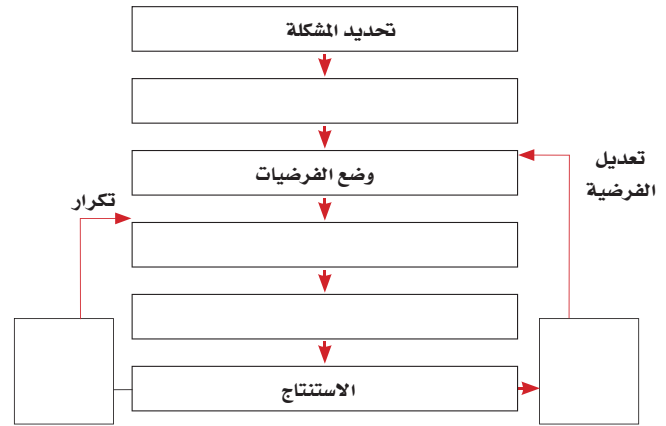 تحديد المشكلة
وضع الفرضيات
تعديل
الفرضية
تكرار
الاستنتاج